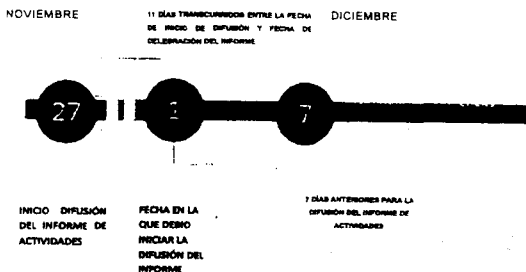 NOVIEMBRE
11 DÍAS TRANSCURRIDOS ENTRE LA FECHA
DE INICIO DE DIFUSIÓN Y FECHA DE
CELEBRACIÓN DEL INFORME
DICIEMBRE
27
1
7
INICIO DIFUSIÓN
DEL INFORME DE
ACTIVIDADES
FECHA EN LA
QUE DEBIO
INICIAR LA
DIFUSIÓN DEL
INFORME
7 DÍAS ANTERIORES PARA LA
DIFUSIÓN DEL INFORME DE
ACTIVIDADES